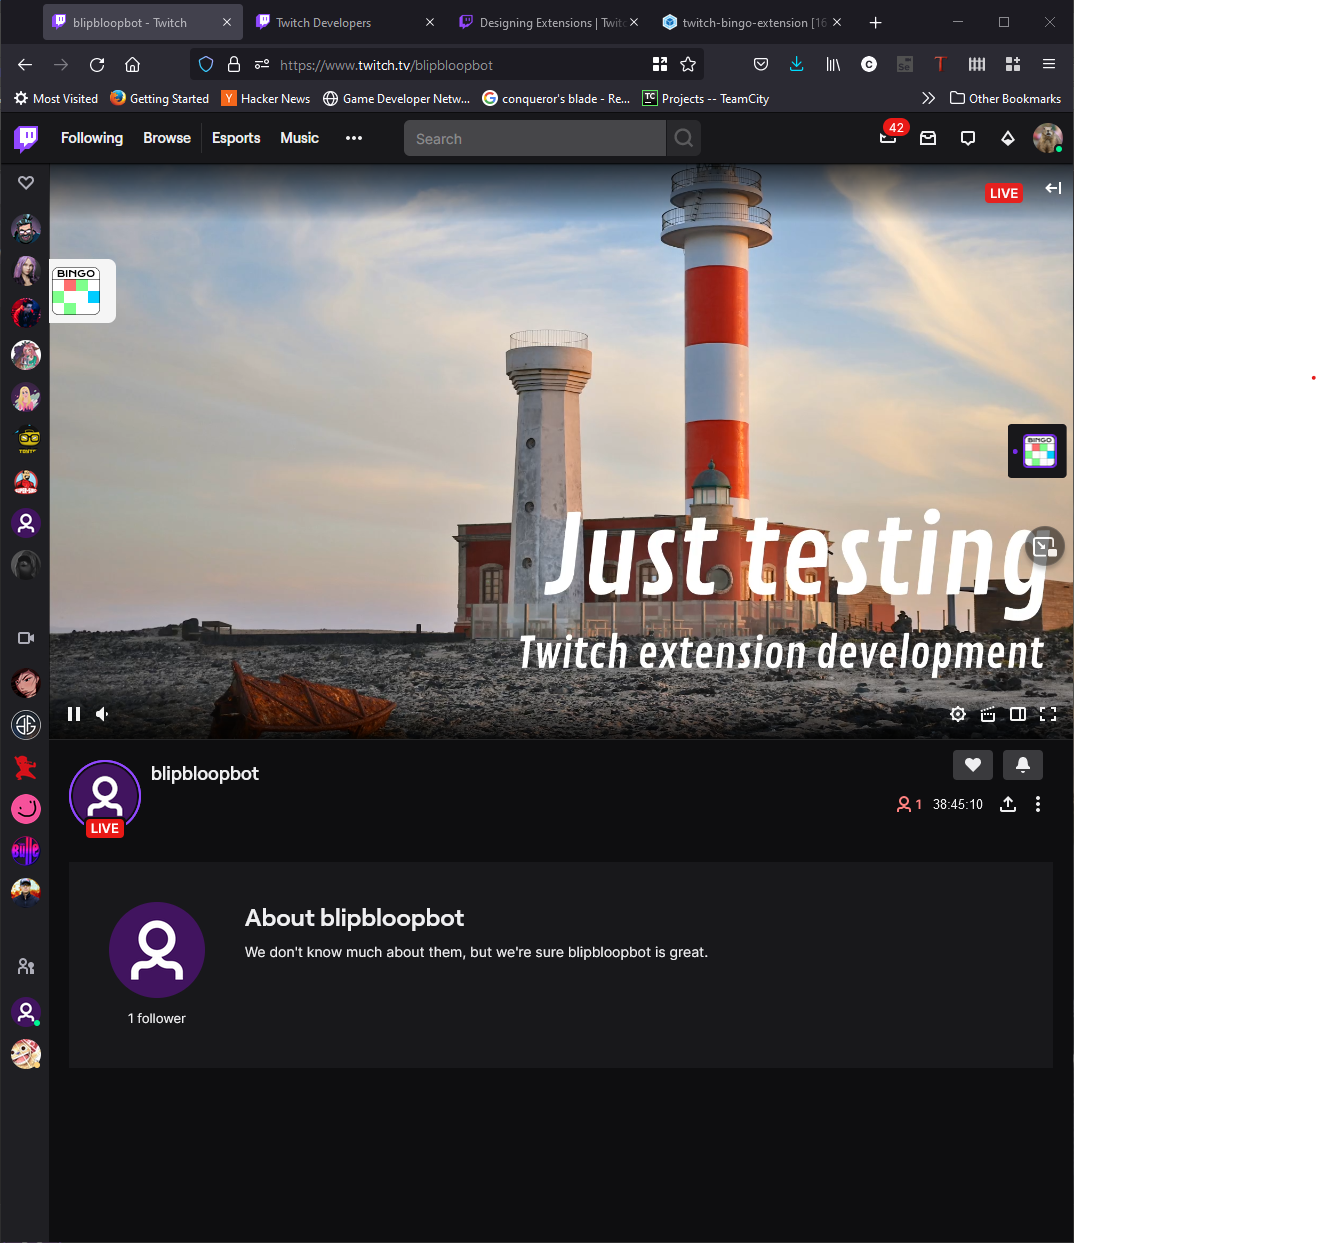 blipbloopbot - Twitch
Twitch Developers
Designing Extensions | Twitc
twitch-bingo-extension [16
https://www.twitch.tv/blipbloopbot
Most Visited
Getting Started
Hacker News
Game Developer Netw...
conqueror's blade - Re...
Projects -- TeamCity
Other Bookmarks
Following
Browse
Esports
Music
Search
42
LIVE
BINGO
BINGO
Just testing
Twitch extension development
blipbloopbot
LIVE
1
38:45:10
About blipbloopbot
We don't know much about them, but we're sure blipbloopbot is great.
1 follower